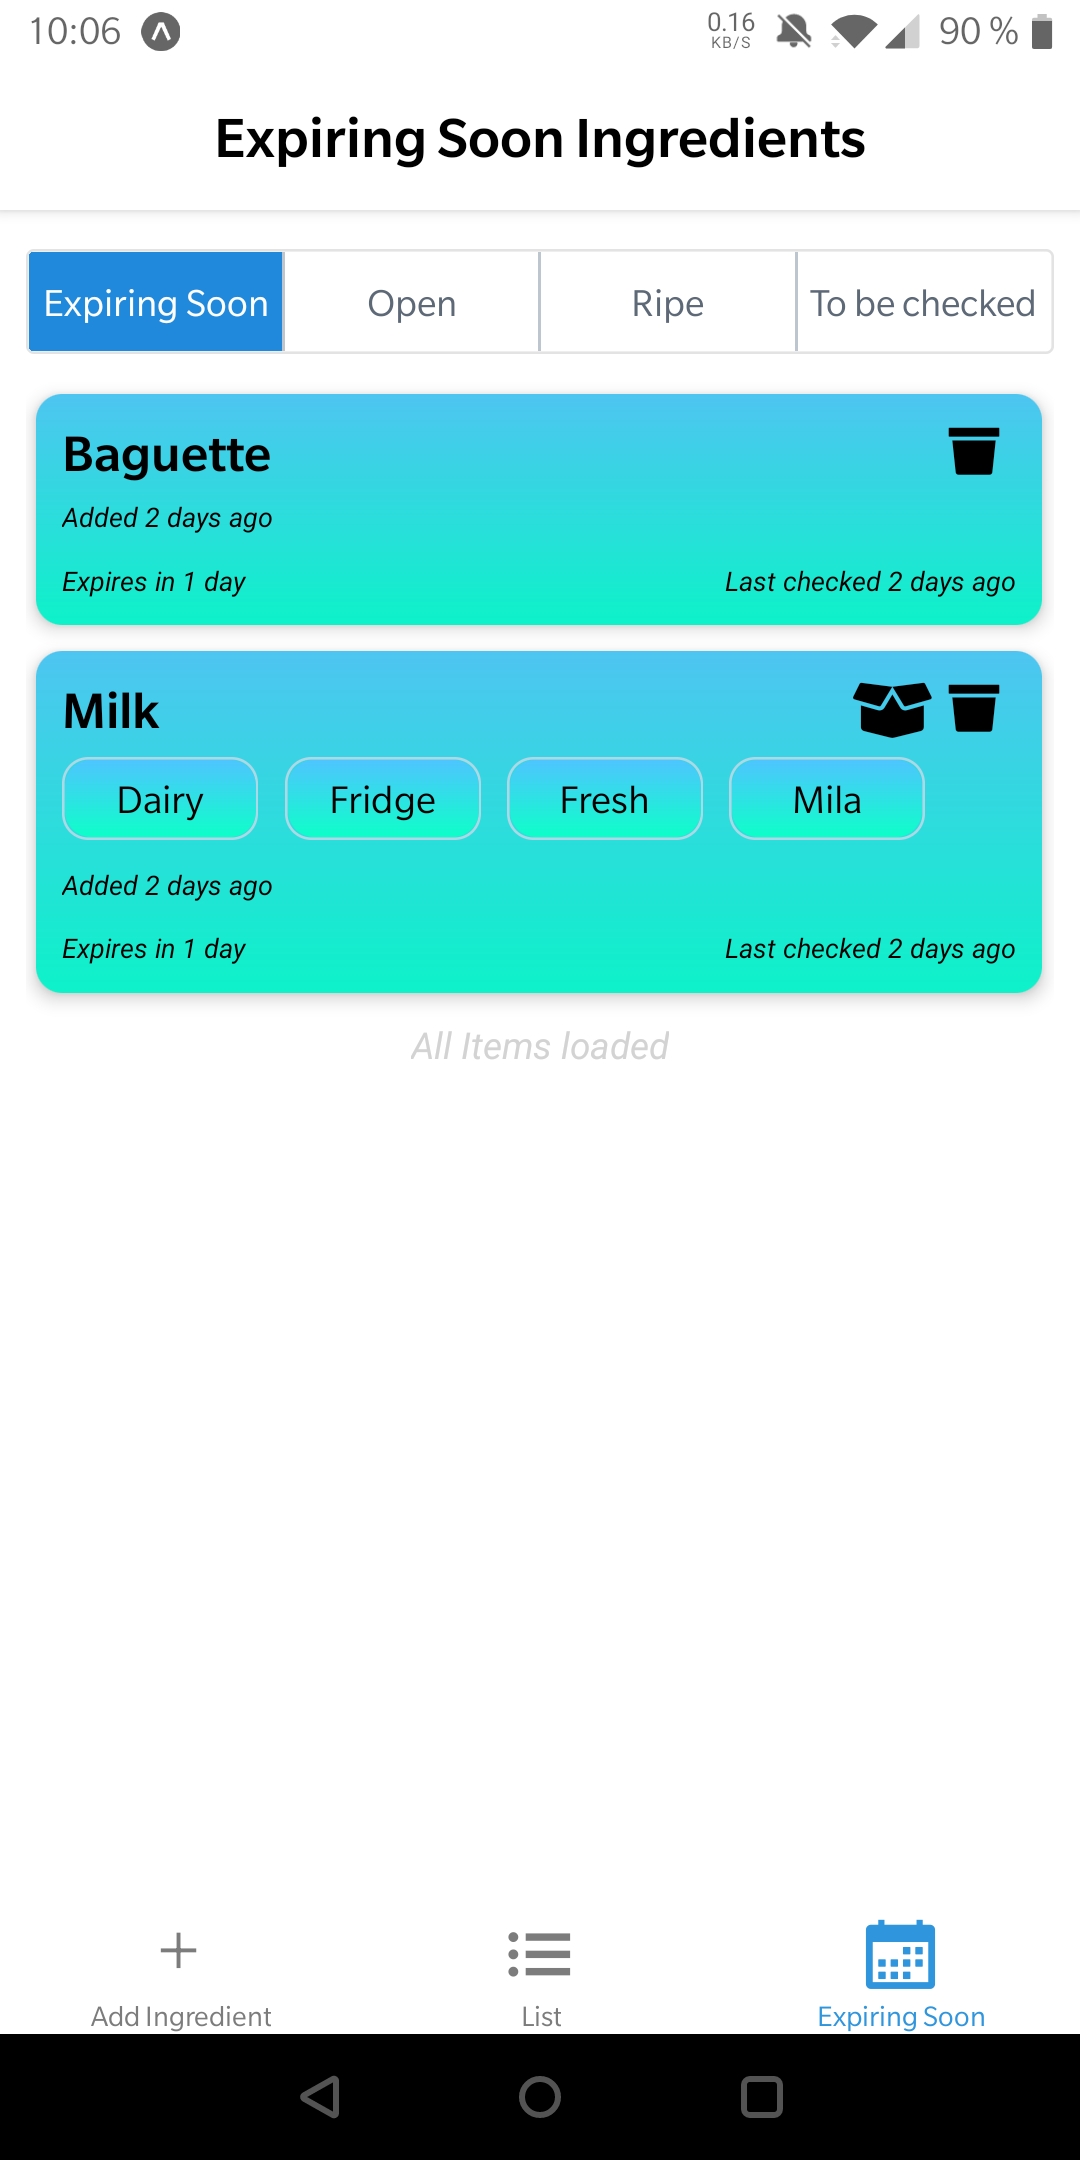 10:06 0.16 KB/S 90 %
Expiring Soon Ingredients
Expiring Soon Open Ripe To be checked
Baguette
Added 2 days ago
Expires in 1 day Last checked 2 days ago
Milk
Dairy Fridge Fresh Mila
Added 2 days ago
Expires in 1 day Last checked 2 days ago
All Items loaded
Add Ingredient List Expiring Soon